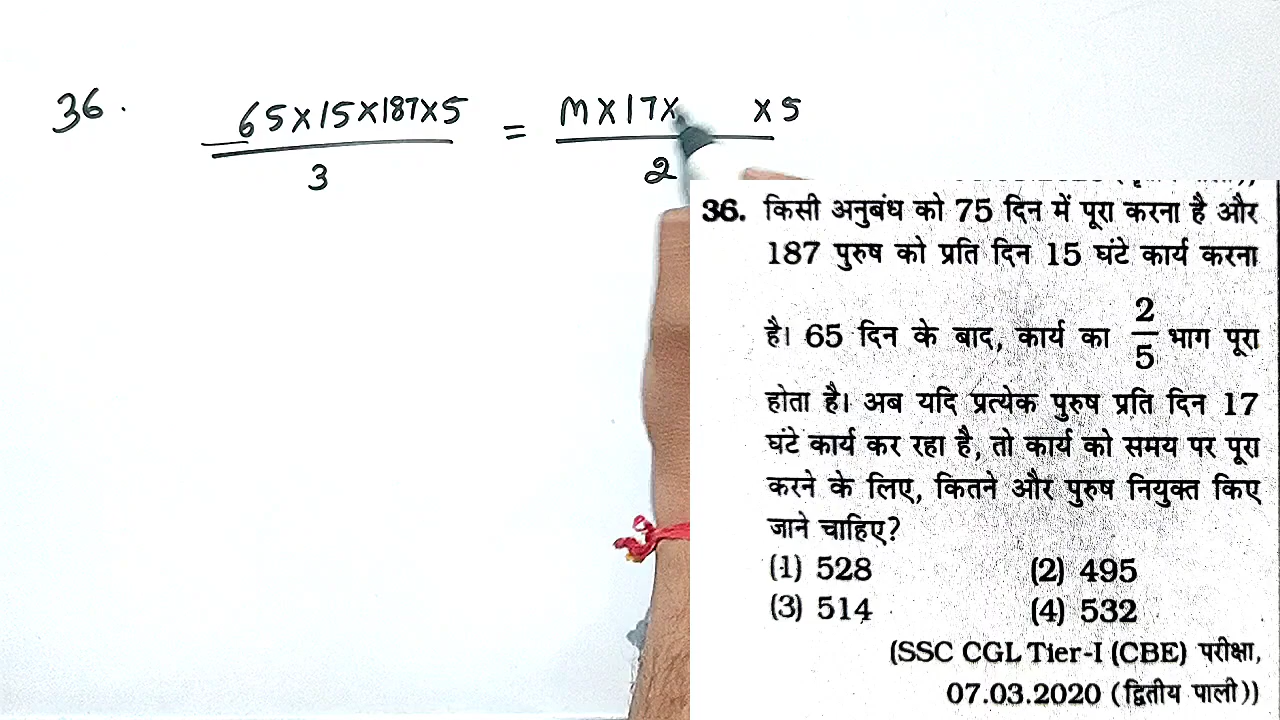 36. 65×15×187×5 = M×17× ×5
3 2
36. किसी अनुबंध को 75 दिन में पूरा करना है और
187 पुरुष को प्रति दिन 15 घंटे कार्य करना
है। 65 दिन के बाद, कार्य का 2/5 भाग पूरा
होता है। अब यदि प्रत्येक पुरुष प्रति दिन 17
घंटे कार्य कर रहा है, तो कार्य को समय पर पूरा
करने के लिए, कितने और पुरुष नियुक्त किए
जाने चाहिए?
(1) 528 (2) 495
(3) 514 (4) 532
(SSC CGL Tier-I (CBE) परीक्षा,
07.03.2020 (द्वितीय पाली))